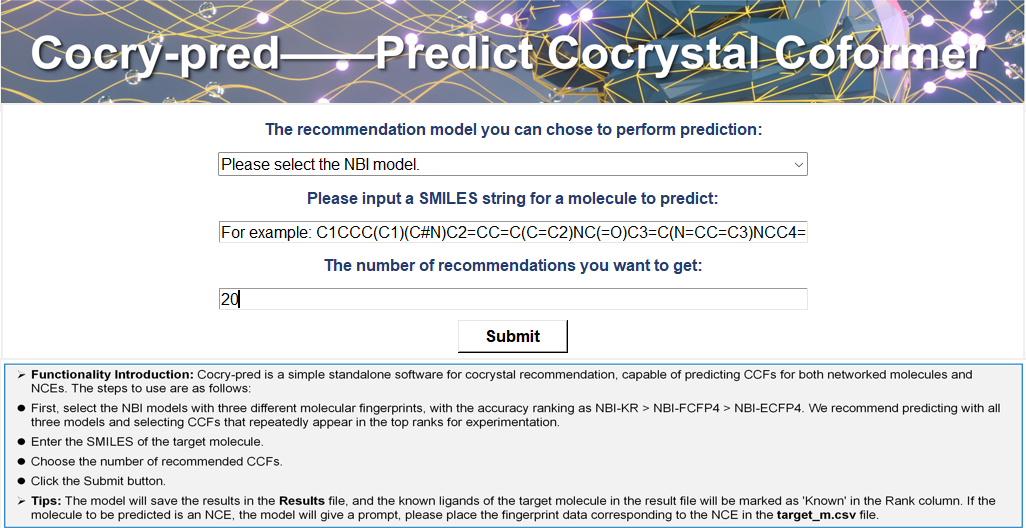 Cocry-pred——Predict Cocrystal Coformer
The recommendation model you can chose to perform prediction:
Please select the NBI model.
Please input a SMILES string for a molecule to predict:
For example: C1CCC(C1)(C#N)C2=CC=C(C=C2)NC(=O)C3=C(N=CC=C3)NCC4=
The number of recommendations you want to get:
20
Submit
➢ Functionality Introduction: Cocry-pred is a simple standalone software for cocrystal recommendation, capable of predicting CCFs for both networked molecules and
NCEs. The steps to use are as follows:
● First, select the NBI models with three different molecular fingerprints, with the accuracy ranking as NBI-KR > NBI-FCFP4 > NBI-ECFP4. We recommend predicting with all
three models and selecting CCFs that repeatedly appear in the top ranks for experimentation.
● Enter the SMILES of the target molecule.
● Choose the number of recommended CCFs.
● Click the Submit button.
➢ Tips: The model will save the results in the Results file, and the known ligands of the target molecule in the result file will be marked as 'Known' in the Rank column. If the
molecule to be predicted is an NCE, the model will give a prompt, please place the fingerprint data corresponding to the NCE in the target_m.csv file.